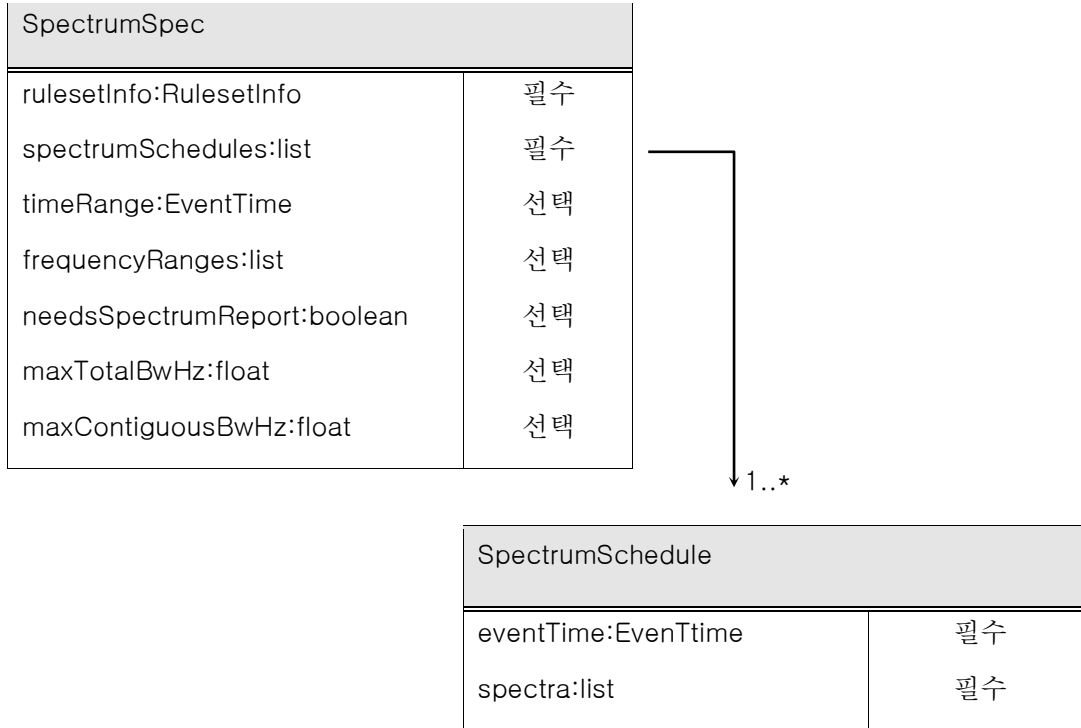 SpectrumSpec
rulesetInfo:RulesetInfo 필수
spectrumSchedules:list 필수
timeRange:EventTime 선택
frequencyRanges:list 선택
needsSpectrumReport:boolean 선택
maxTotalBwHz:float 선택
maxContiguousBwHz:float 선택
1..*
SpectrumSchedule
eventTime:EvenTtime 필수
spectra:list 필수